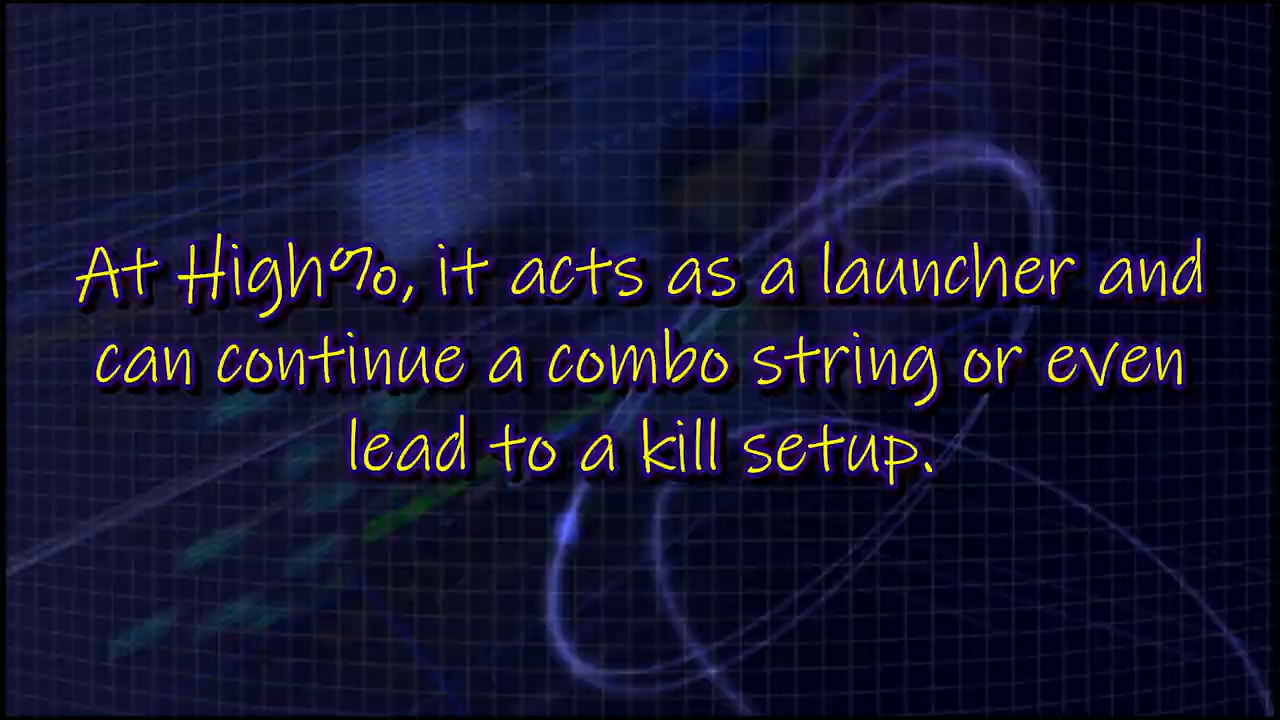 At High%, it acts as a launcher and
can continue a combo string or even
lead to a kill setup.